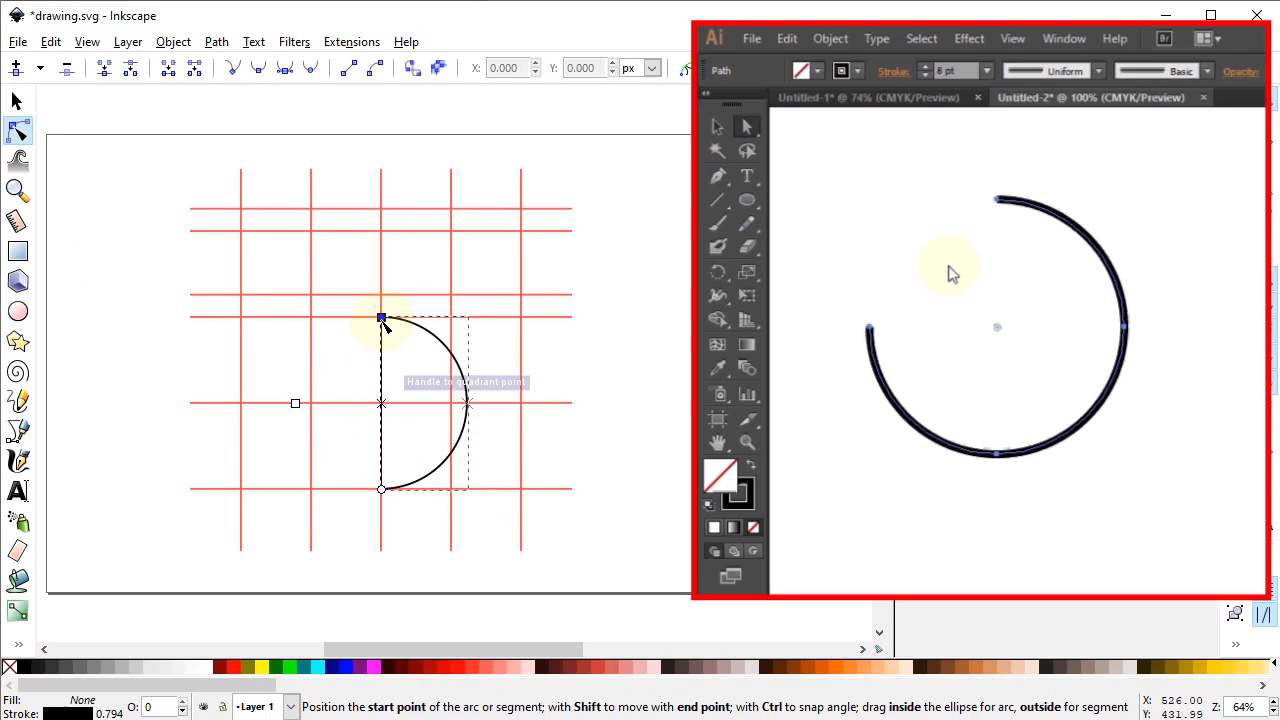 *drawing.svg - Inkscape
File Edit View Layer Object Path Text Filters Extensions Help
X: 0.000 Y: 0.000 px
Handle to quadrant point
Ai File Edit Object Type Select Effect View Window Help Br
Path Stroke: 8 pt Uniform Basic Opacity
Untitled-1* @ 74% (CMYK/Preview) × Untitled-2* @ 100% (CMYK/Preview) ×
Fill: None
Stroke: 0.794
O: 0
Layer 1
Position the start point of the arc or segment; with Shift to move with end point; with Ctrl to snap angle; drag inside the ellipse for arc, outside for segment
X: 526.00
Y: 431.99
Z: 64%